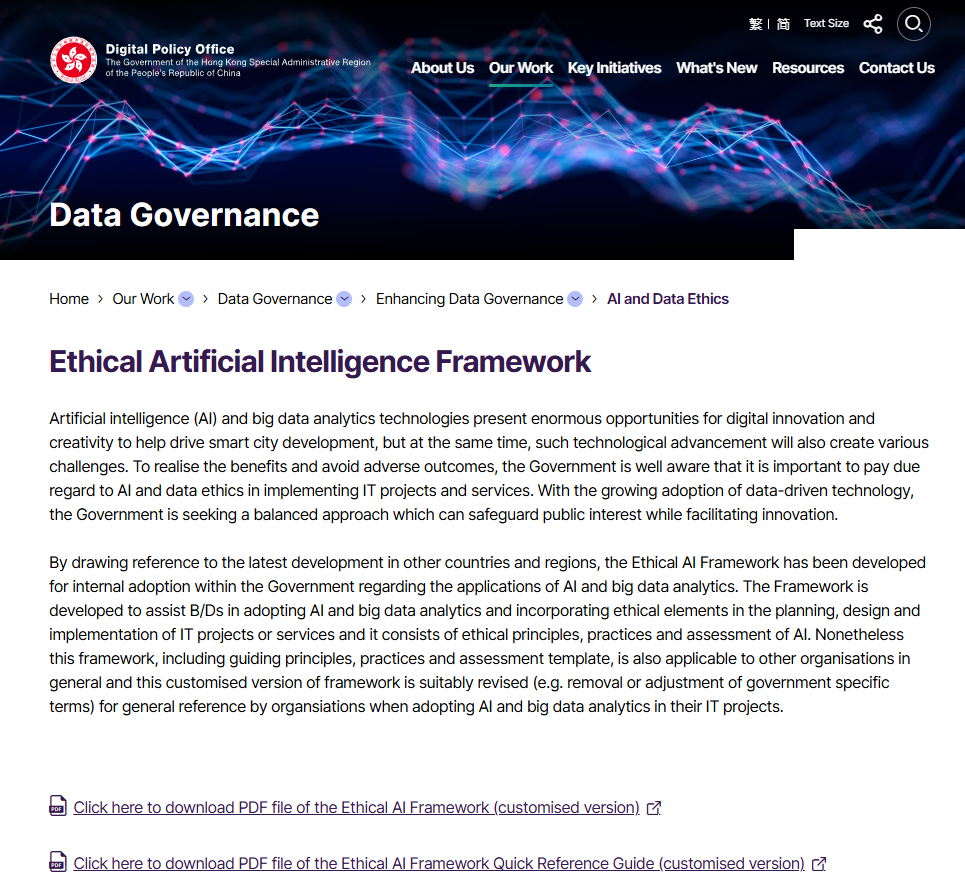 繁 | 简 Text Size
Digital Policy Office
The Government of the Hong Kong Special Administrative Region
of the People's Republic of China
About Us Our Work Key Initiatives What's New Resources Contact Us
Data Governance
Home > Our Work > Data Governance > Enhancing Data Governance > AI and Data Ethics
Ethical Artificial Intelligence Framework
Artificial intelligence (AI) and big data analytics technologies present enormous opportunities for digital innovation and
creativity to help drive smart city development, but at the same time, such technological advancement will also create various
challenges. To realise the benefits and avoid adverse outcomes, the Government is well aware that it is important to pay due
regard to AI and data ethics in implementing IT projects and services. With the growing adoption of data-driven technology,
the Government is seeking a balanced approach which can safeguard public interest while facilitating innovation.
By drawing reference to the latest development in other countries and regions, the Ethical AI Framework has been developed
for internal adoption within the Government regarding the applications of AI and big data analytics. The Framework is
developed to assist B/Ds in adopting AI and big data analytics and incorporating ethical elements in the planning, design and
implementation of IT projects or services and it consists of ethical principles, practices and assessment of AI. Nonetheless
this framework, including guiding principles, practices and assessment template, is also applicable to other organisations in
general and this customised version of framework is suitably revised (e.g. removal or adjustment of government specific
terms) for general reference by organsiations when adopting AI and big data analytics in their IT projects.
PDF Click here to download PDF file of the Ethical AI Framework (customised version)
PDF Click here to download PDF file of the Ethical AI Framework Quick Reference Guide (customised version)